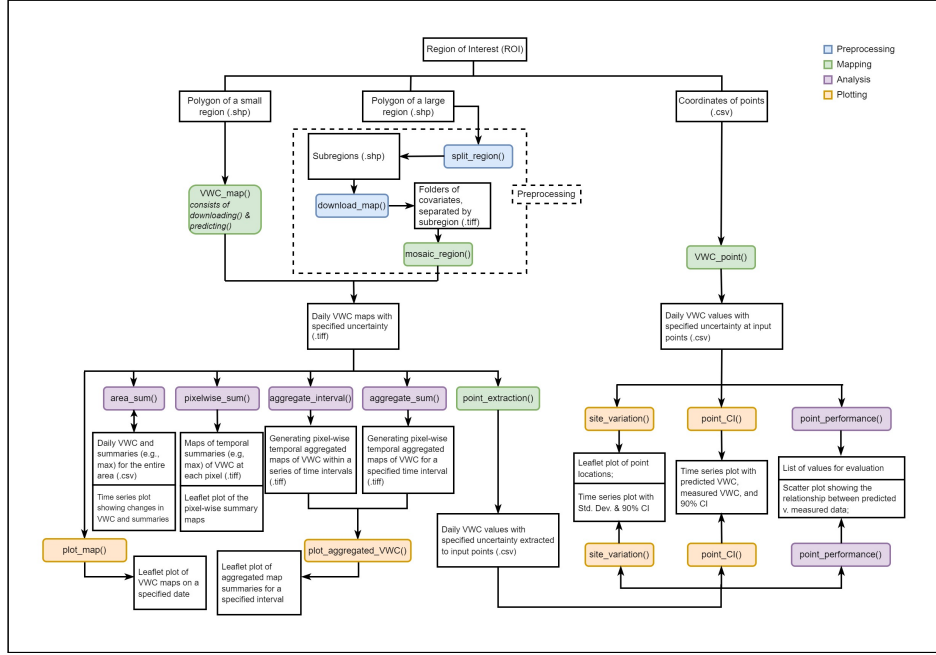 Region of Interest (ROI)
Preprocessing
Mapping
Analysis
Plotting
Polygon of a small
region (.shp)
Polygon of a large
region (.shp)
Coordinates of points
(.csv)
Subregions (.shp)
split_region()
VWC_map()
consists of
downloading() &
predicting()
download_map()
Folders of
covariates,
separated by
subregion (.tiff)
Preprocessing
mosaic_region()
VWC_point()
Daily VWC maps with
specified uncertainty
(.tiff)
Daily VWC values with
specified uncertainty at input
points (.csv)
area_sum()
pixelwise_sum()
aggregate_interval()
aggregate_sum()
point_extraction()
site_variation()
point_CI()
point_performance()
Daily VWC and
summaries (e.g.,
max) for the entire
area (.csv)
Time series plot
showing changes in
VWC and summaries
Maps of temporal
summaries (e.g,
max) of VWC at
each pixel (.tiff)
Leaflet plot of the
pixel-wise summary
maps
Generating pixel-wise
temporal aggregated
maps of VWC within a
series of time intervals
(.tiff)
Generating pixel-wise
temporal aggregated
maps of VWC for a
specified time interval
(.tiff)
Leaflet plot of point
locations;
Time series plot with
Std. Dev. & 90% CI
Time series plot with
predicted VWC,
measured VWC, and
90% CI
List of values for evaluation
Scatter plot showing the
relationship between predicted
v. measured data;
plot_map()
plot_aggregated_VWC()
Daily VWC values with
specified uncertainty extracted
to input points (.csv)
site_variation()
point_CI()
point_performance()
Leaflet plot of
VWC maps on a
specified date
Leaflet plot of
aggregated map
summaries for a
specified interval